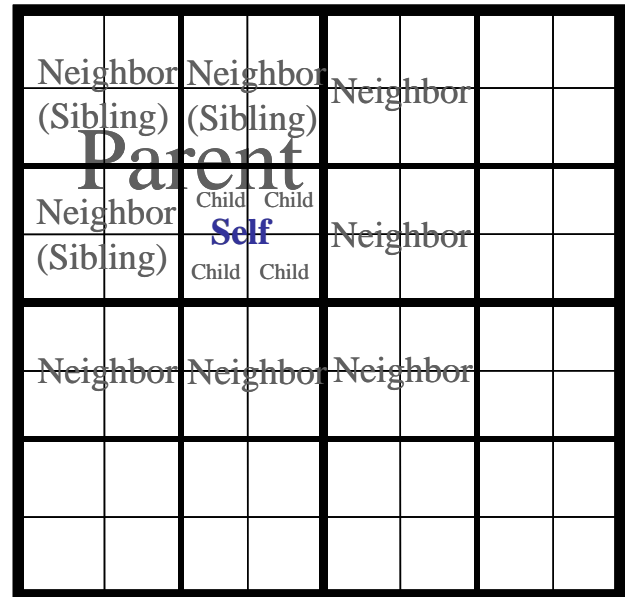 Neighbor Neighbor Neighbor
(Sibling) (Sibling)
Parent
Neighbor Child Child
Self Neighbor
(Sibling) Child Child
Neighbor Neighbor Neighbor